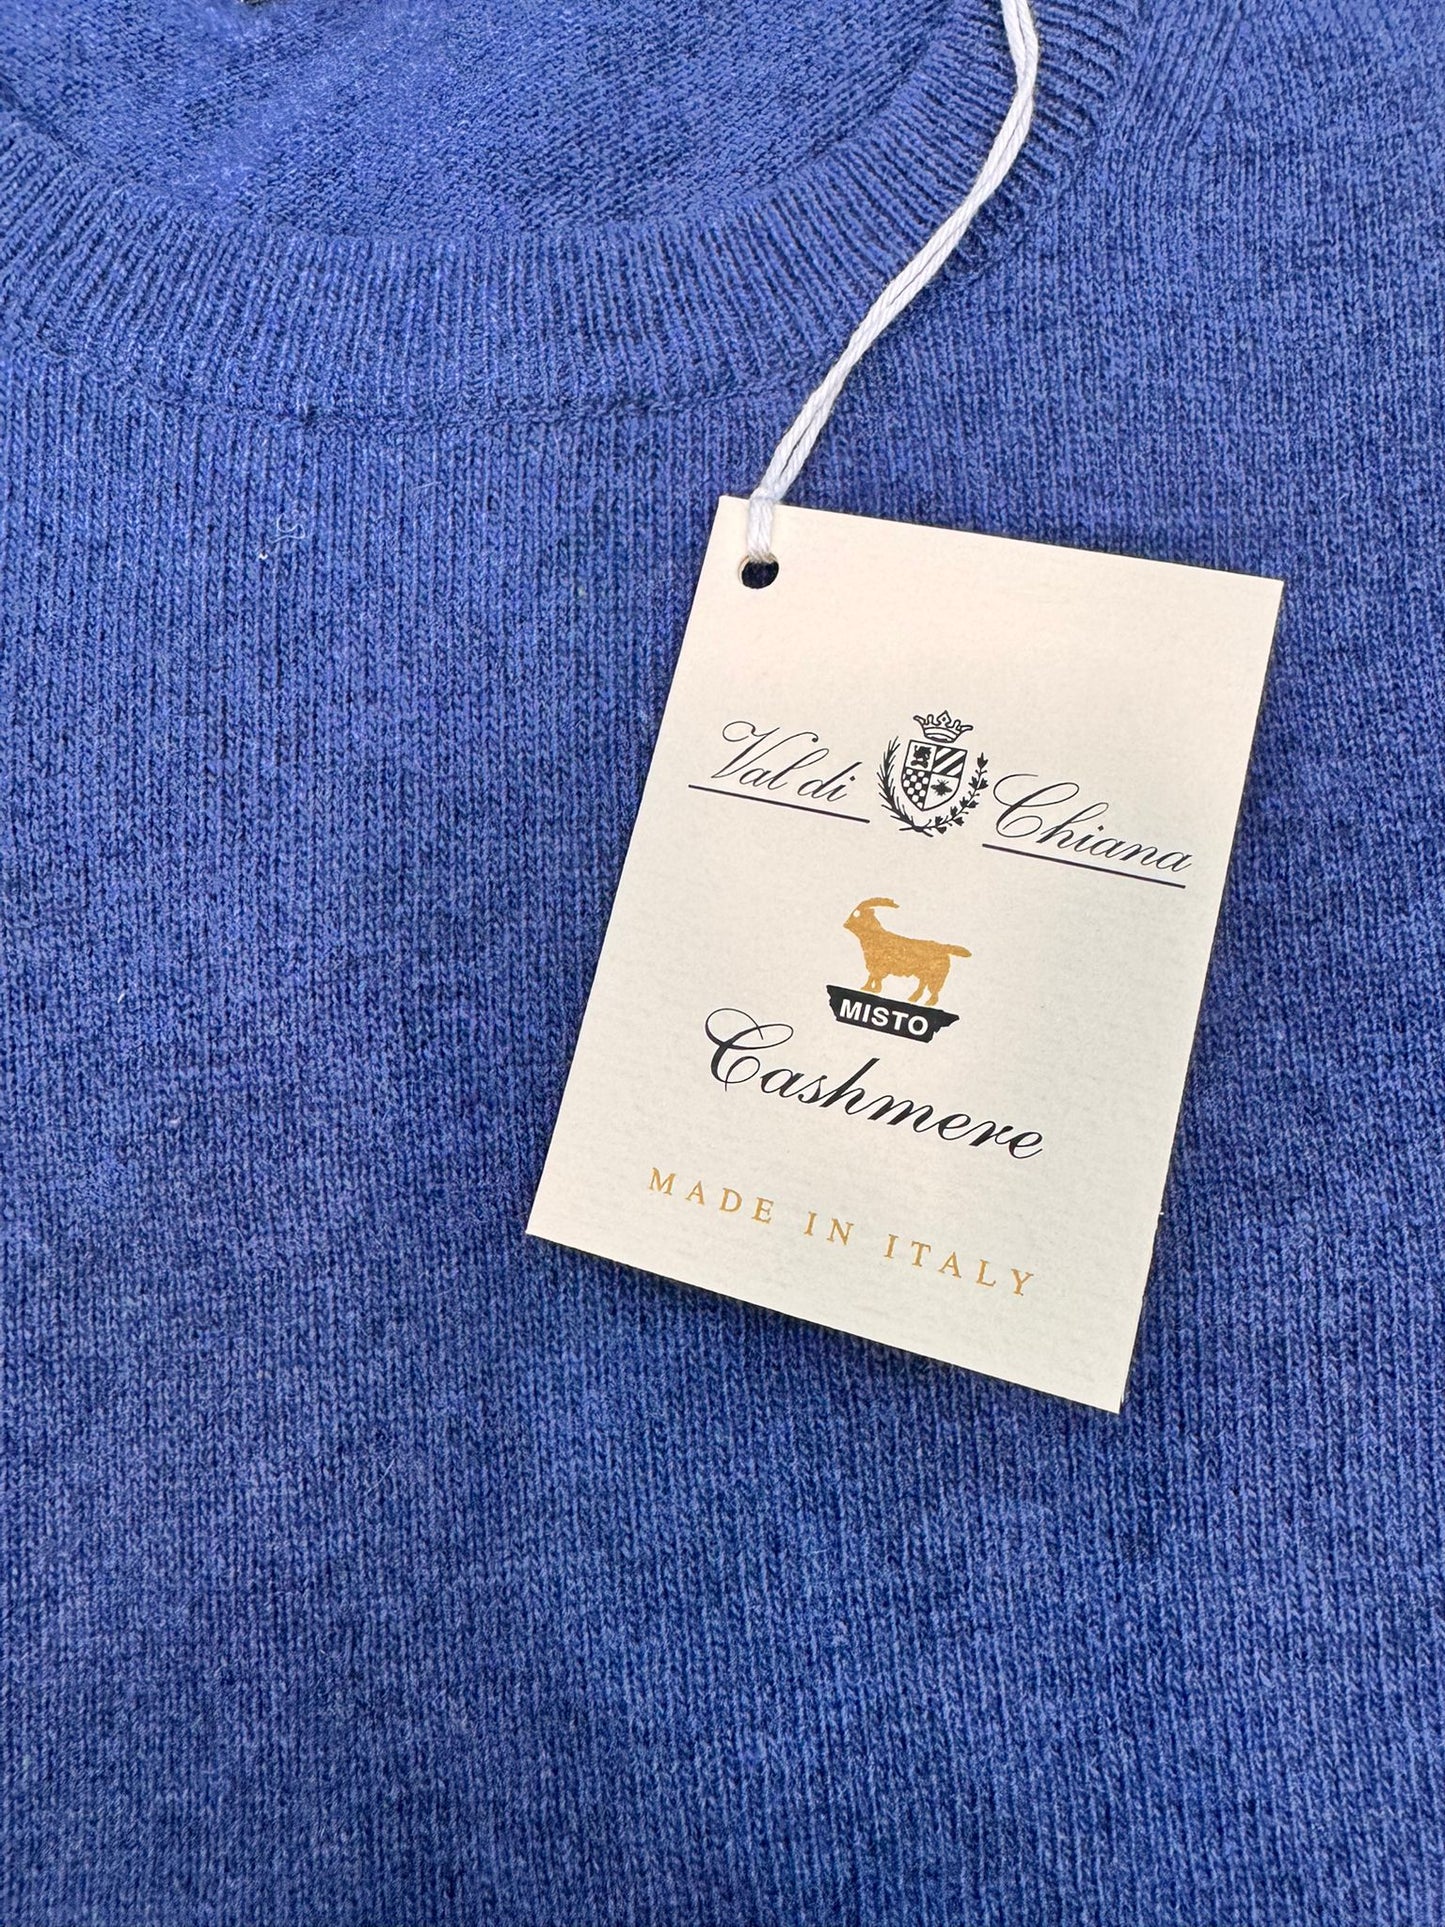 Val di Chiana
MISTO
Cashmere
MADE IN ITALY